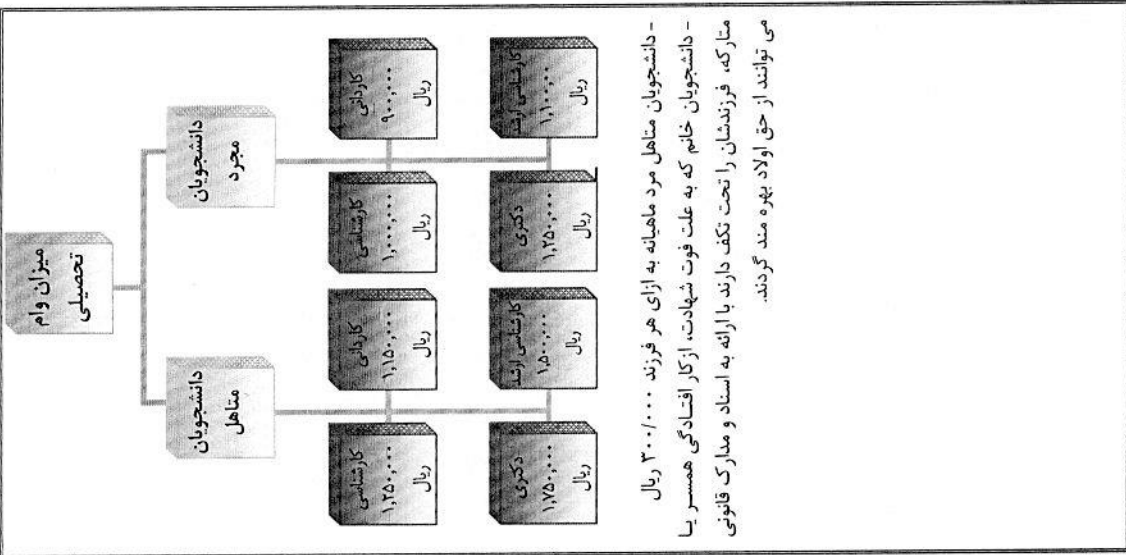 میزان وام
تحصیلی
دانشجویان
مجرد
دانشجویان
متاهل
کاردانی
۹۰۰,۰۰۰
ریال
کارشناسی
۱,۰۰۰,۰۰۰
ریال
کاردانی
۱,۱۵۰,۰۰۰
ریال
کارشناسی
۱,۲۵۰,۰۰۰
ریال
کارشناسی ارشد
۱,۱۰۰,۰۰۰
ریال
دکتری
۱,۲۵۰,۰۰۰
ریال
کارشناسی ارشد
۱,۵۰۰,۰۰۰
ریال
دکتری
۱,۷۵۰,۰۰۰
ریال
- دانشجویان متاهل مرد ماهیانه به ازای هر فرزند ۳۰۰/۰۰۰ ریال
- دانشجویان خانم که به علت فوت شهادت، ازکار افتادگی همسر یا
متارکه، فرزندشان را تحت تکف دارند با ارائه به اسناد و مدارک قانونی
می توانند از حق اولاد بهره مند گردند.